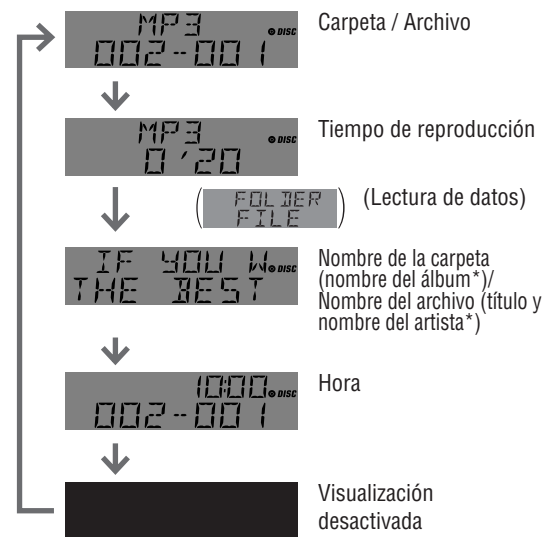 MP3
DISC
002-001
Carpeta / Archivo
MP3
DISC
0'20
Tiempo de reproducción
(FOLDER
FILE)
(Lectura de datos)
IF YOU W
DISC
THE BEST
Nombre de la carpeta
(nombre del álbum*)/
Nombre del archivo (título y
nombre del artista*)
10:00
DISC
002-001
Hora
Visualización
desactivada